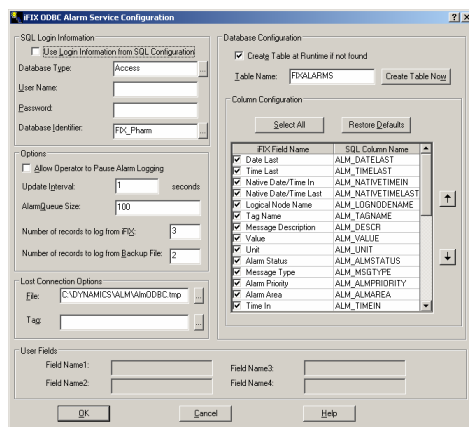 iFIX ODBC Alarm Service Configuration
SQL Login Information
Use Login Information from SQL Configuration
Database Type: Access ...
User Name:
Password:
Database Identifier: FIX_Pharm ...
Options
Allow Operator to Pause Alarm Logging
Update Interval: 1 seconds
AlarmQueue Size: 100
Number of records to log from iFIX: 3
Number of records to log from Backup File: 2
Lost Connection Options
File: C:\DYNAMICS\ALM\AlmODBC.tmp ...
Tag: ...
Database Configuration
Create Table at Runtime if not found
Table Name: FIXALARMS Create Table Now
Column Configuration
Select All Restore Defaults
iFIX Field Name SQL Column Name
Date Last ALM_DATELAST
Time Last ALM_TIMELAST
Native Date/Time In ALM_NATIVETIMEIN
Native Date/Time Last ALM_NATIVETIMELAST
Logical Node Name ALM_LOGNODENAME
Tag Name ALM_TAGNAME
Message Description ALM_DESCR
Value ALM_VALUE
Unit ALM_UNIT
Alarm Status ALM_ALMSTATUS
Message Type ALM_MSGTYPE
Alarm Priority ALM_ALMPRIORITY
Alarm Area ALM_ALMAREA
Time In ALM_TIMEIN
User Fields
Field Name1: Field Name3:
Field Name2: Field Name4:
OK Cancel Help